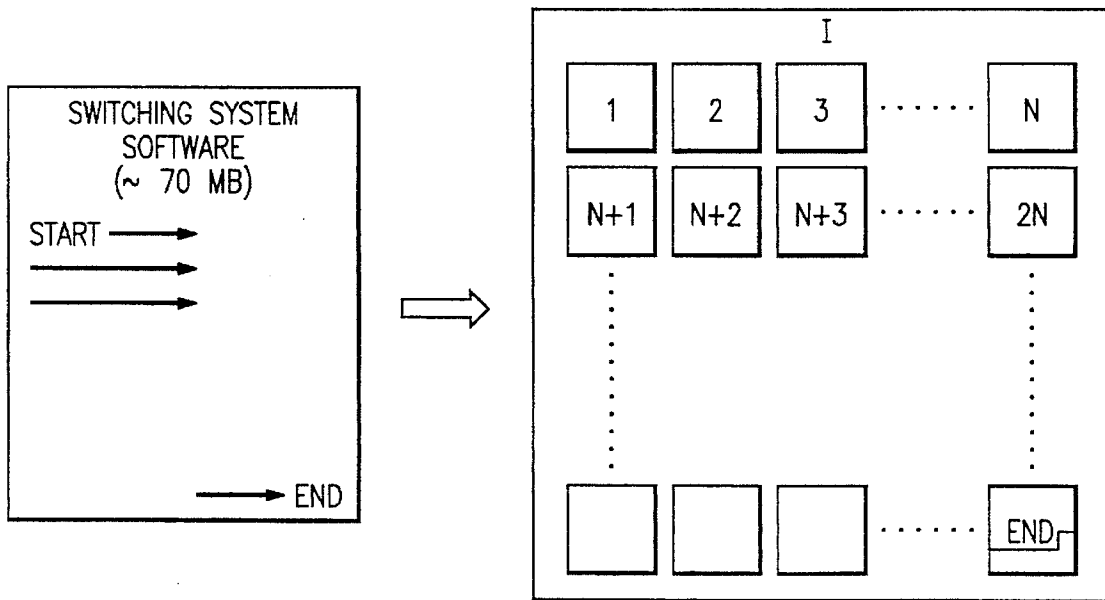 SWITCHING SYSTEM
SOFTWARE
(~ 70 MB)
START
END
I
1 2 3 ...... N
N+1 N+2 N+3 ...... 2N
...... END